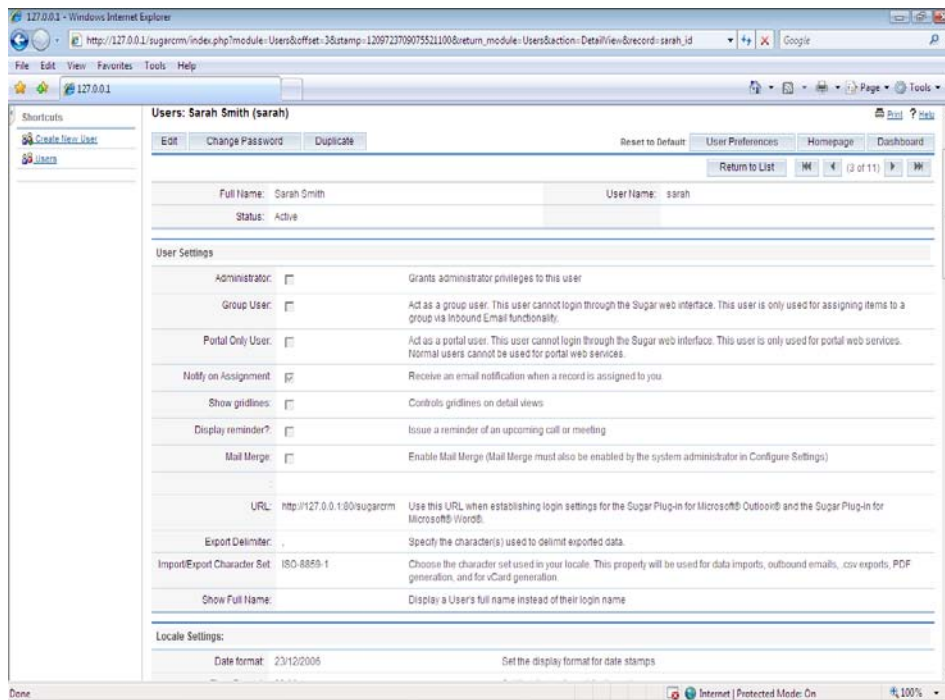 127.0.0.1 - Windows Internet Explorer
http://127.0.0.1/sugarcrm/index.php?module=Users&offset=3&stamp=1209723709075521100&return_module=Users&action=DetailView&record=sarah_id
Google
File Edit View Favorites Tools Help
127.0.0.1
Page Tools
Shortcuts
Create New User
Users
Users: Sarah Smith (sarah)
Print Help
Edit Change Password Duplicate Reset to Default: User Preferences Homepage Dashboard
Return to List (3 of 11)
Full Name: Sarah Smith User Name: sarah
Status: Active
User Settings
Administrator: Grants administrator privileges to this user
Group User: Act as a group user. This user cannot login through the Sugar web interface. This user is only used for assigning items to a
group via Inbound Email functionality.
Portal Only User: Act as a portal user. This user cannot login through the Sugar web interface. This user is only used for portal web services.
Normal users cannot be used for portal web services.
Notify on Assignment: Receive an email notification when a record is assigned to you.
Show gridlines: Controls gridlines on detail views
Display reminder?: Issue a reminder of an upcoming call or meeting
Mail Merge: Enable Mail Merge (Mail Merge must also be enabled by the system administrator in Configure Settings)
:
URL: http://127.0.0.1:80/sugarcrm Use this URL when establishing login settings for the Sugar Plug-in for Microsoft® Outlook® and the Sugar Plug-in for
Microsoft® Word®.
Export Delimiter: , Specify the character(s) used to delimit exported data.
Import/Export Character Set: ISO-8859-1 Choose the character set used in your locale. This property will be used for data imports, outbound emails, .csv exports, PDF
generation, and for vCard generation.
Show Full Name: Display a User's full name instead of their login name
Locale Settings:
Date format: 23/12/2006 Set the display format for date stamps
Done Internet | Protected Mode: On 100%